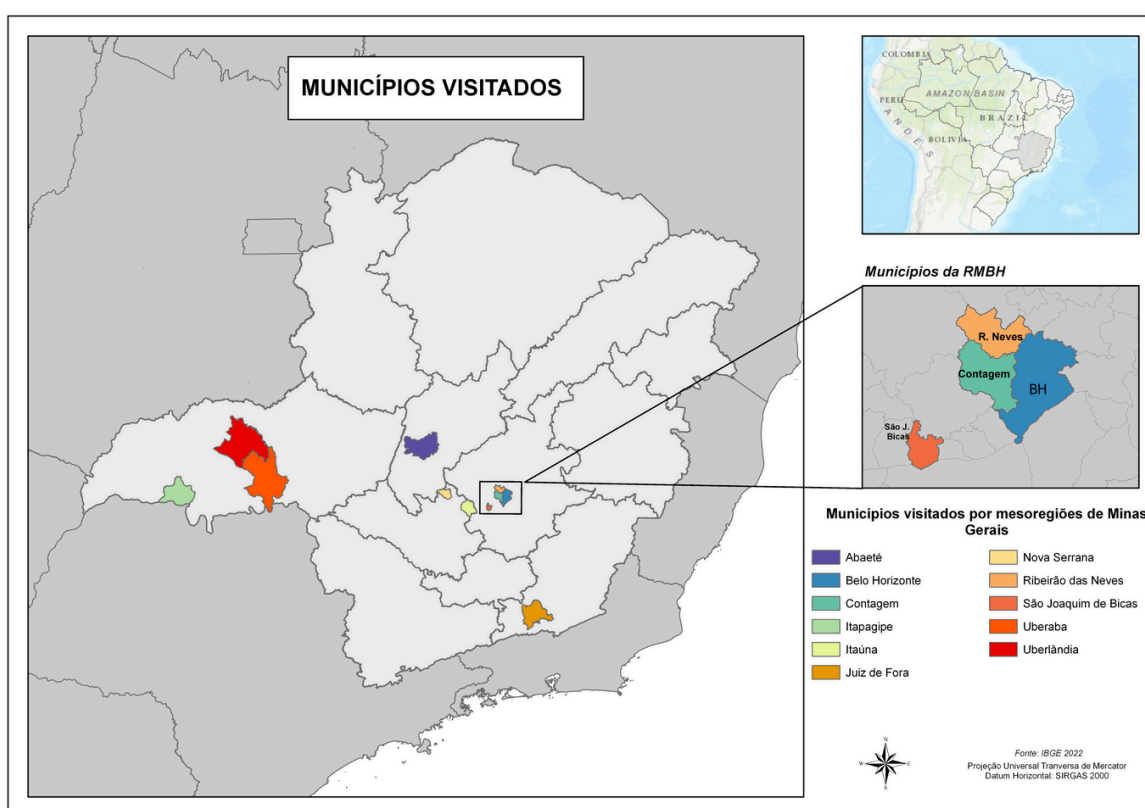 MUNICÍPIOS VISITADOS
COLOMBIA
AMAZON BASIN
PERU
BRAZIL
ANDES
BOLIVIA
Municípios da RMBH
R. Neves
Contagem
BH
São J.
Bicas
Municípios visitados por mesoregiões de Minas
Gerais
Abaeté
Belo Horizonte
Contagem
Itapagipe
Itaúna
Juiz de Fora
Nova Serrana
Ribeirão das Neves
São Joaquim de Bicas
Uberaba
Uberlândia
N
W
E
S
Fonte: IBGE 2022
Projeção Universal Tranversa de Mercator
Datum Horizontal: SIRGAS 2000